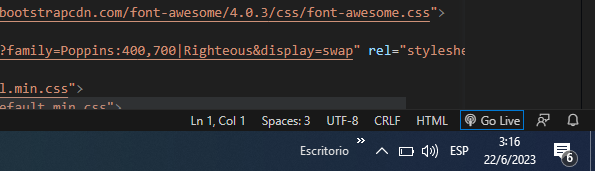 bootstrapcdn.com/font-awesome/4.0.3/css/font-awesome.css">
?family=Poppins:400,700|Righteous&display=swap" rel="styleshe
l.min.css">
efault.min.css">
Ln 1, Col 1 Spaces: 3 UTF-8 CRLF HTML Go Live
Escritorio » ESP 3:16
22/6/2023 6